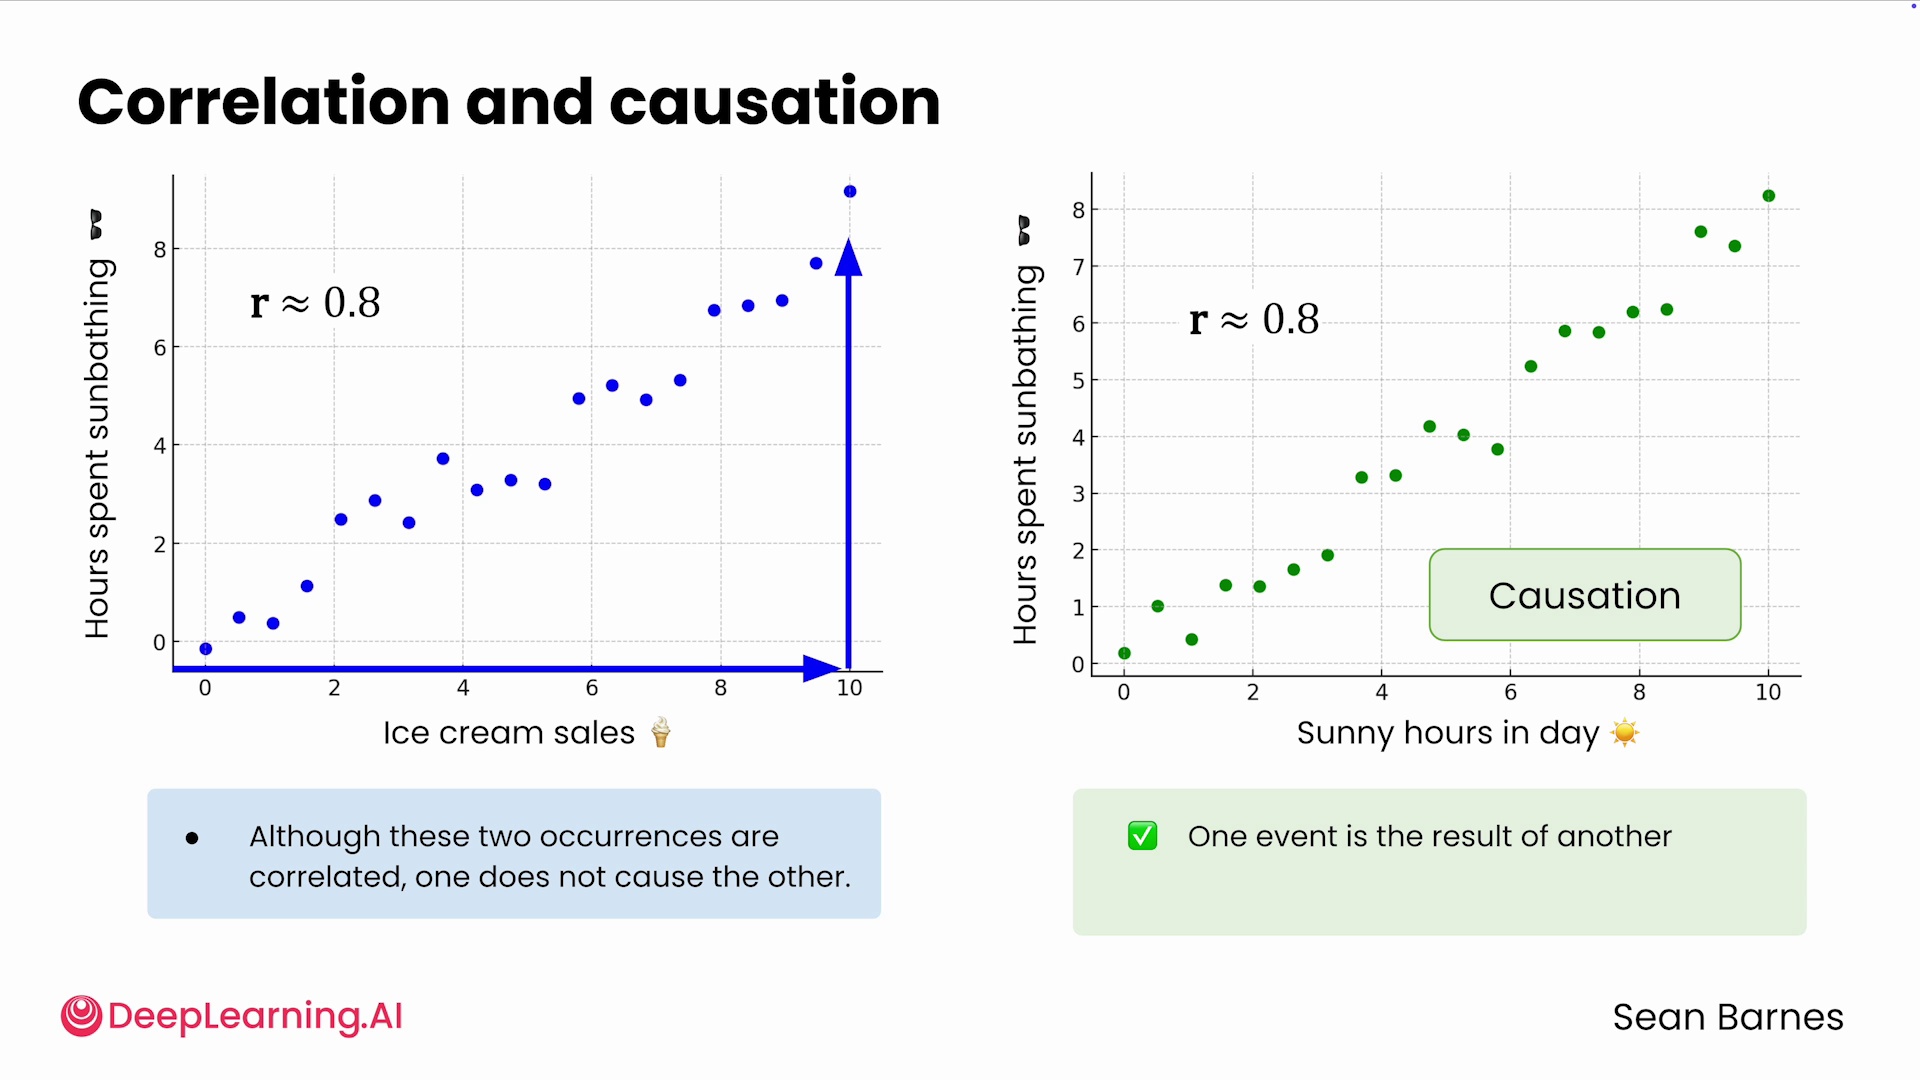 Correlation and causation
Hours spent sunbathing 🕶
8
6
4
2
0
r ≈ 0.8
0 2 4 6 8 10
Ice cream sales 🍦
Hours spent sunbathing 🕶
8
7
6
5
4
3
2
1
0
r ≈ 0.8
Causation
0 2 4 6 8 10
Sunny hours in day ☀️
● Although these two occurrences are
correlated, one does not cause the other.
✅ One event is the result of another
DeepLearning.AI
Sean Barnes